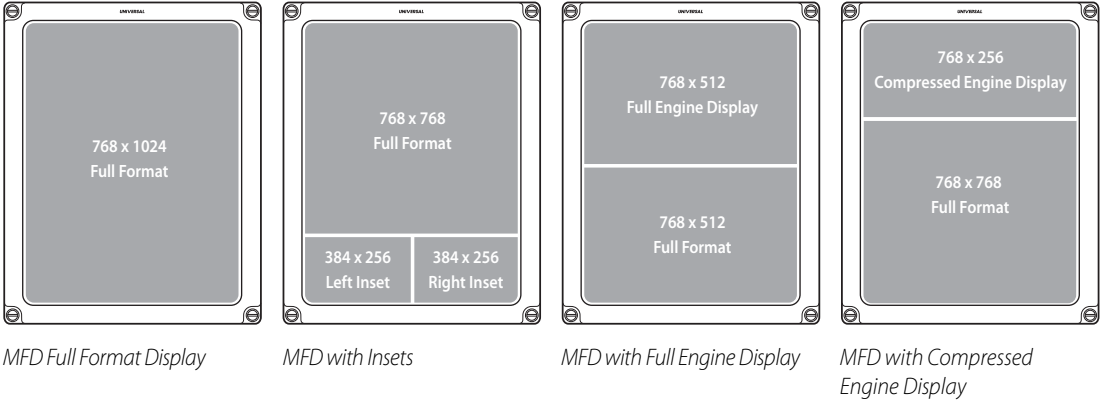 UNIVERSAL
768 x 1024
Full Format
MFD Full Format Display
UNIVERSAL
768 x 768
Full Format
384 x 256
Left Inset
384 x 256
Right Inset
MFD with Insets
UNIVERSAL
768 x 512
Full Engine Display
768 x 512
Full Format
MFD with Full Engine Display
UNIVERSAL
768 x 256
Compressed Engine Display
768 x 768
Full Format
MFD with Compressed
Engine Display